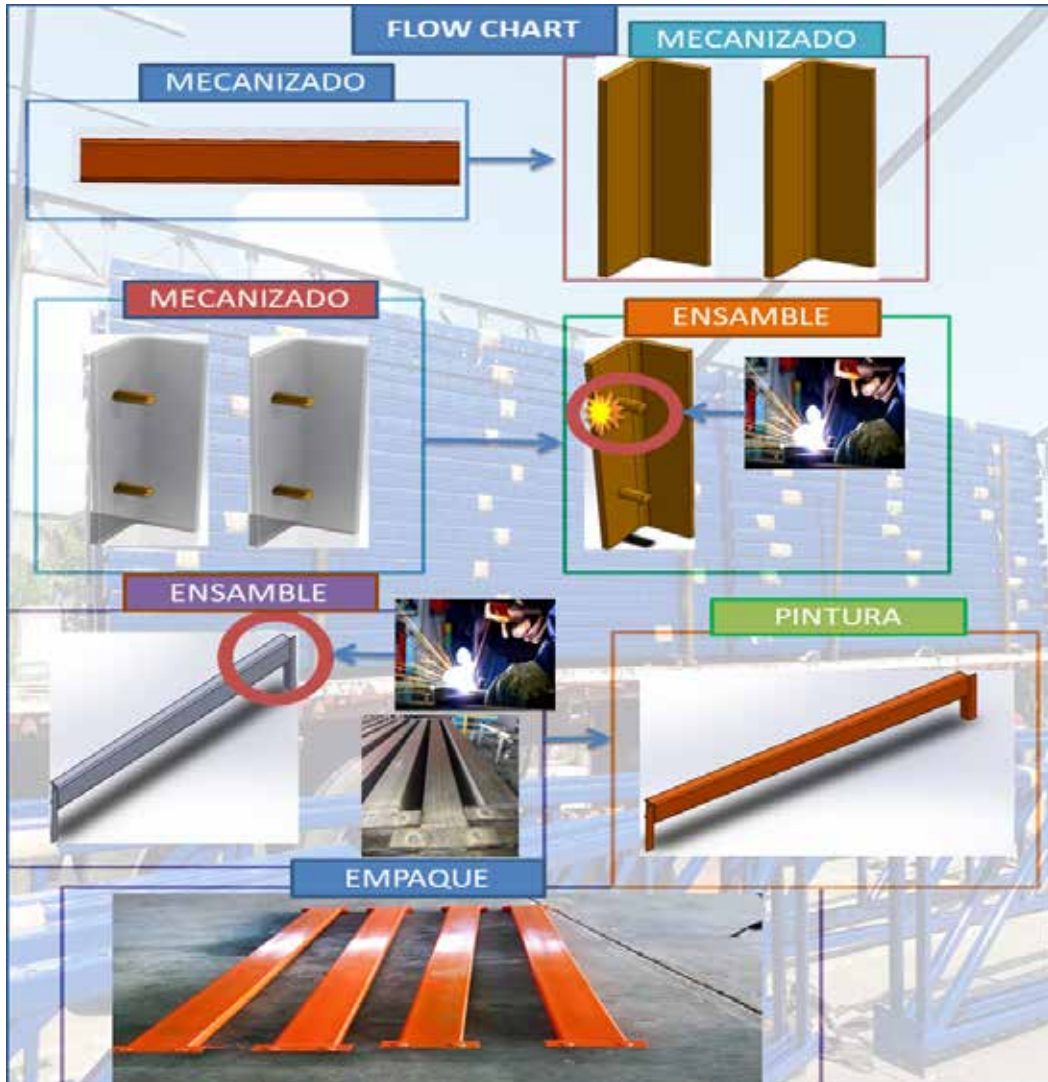 FLOW CHART
MECANIZADO
MECANIZADO
MECANIZADO
ENSAMBLE
ENSAMBLE
PINTURA
EMPAQUE